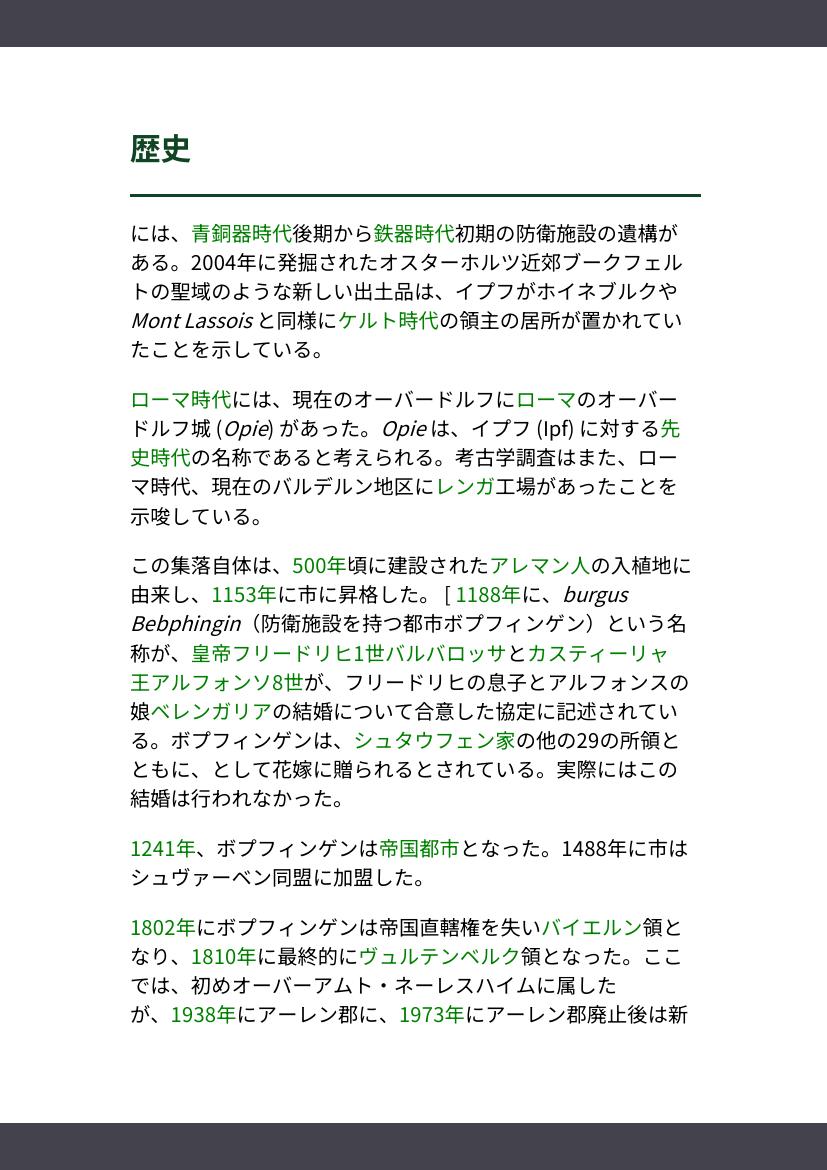 歴史
には、青銅器時代後期から鉄器時代初期の防衛施設の遺構が
ある。2004年に発掘されたオスターホルツ近郊ブークフェル
トの聖域のような新しい出土品は、イプフがホイネブルクや
Mont Lassois と同様にケルト時代の領主の居所が置かれてい
たことを示している。
ローマ時代には、現在のオーバードルフにローマのオーバー
ドルフ城 (Opie) があった。Opie は、イプフ (Ipf) に対する先
史時代の名称であると考えられる。考古学調査はまた、ロー
マ時代、現在のバルデルン地区にレンガ工場があったことを
示唆している。
この集落自体は、500年頃に建設されたアレマン人の入植地に
由来し、1153年に市に昇格した。 [ 1188年に、burgus
Bebphingin（防衛施設を持つ都市ボプフィンゲン）という名
称が、皇帝フリードリヒ1世バルバロッサとカスティーリャ
王アルフォンソ8世が、フリードリヒの息子とアルフォンスの
娘ベレンガリアの結婚について合意した協定に記述されてい
る。ボプフィンゲンは、シュタウフェン家の他の29の所領と
ともに、として花嫁に贈られるとされている。実際にはこの
結婚は行われなかった。
1241年、ボプフィンゲンは帝国都市となった。1488年に市は
シュヴァーベン同盟に加盟した。
1802年にボプフィンゲンは帝国直轄権を失いバイエルン領と
なり、1810年に最終的にヴュルテンベルク領となった。ここ
では、初めオーバーアムト・ネーレスハイムに属した
が、1938年にアーレン郡に、1973年にアーレン郡廃止後は新